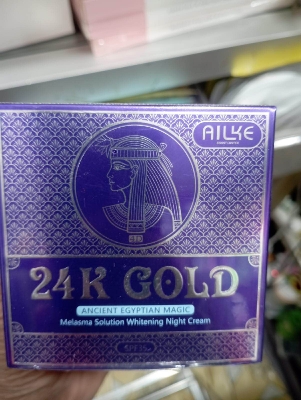 AILKE
24K GOLD
ANCIENT EGYPTIAN MAGIC
Melasma Solution Whitening Night Cream